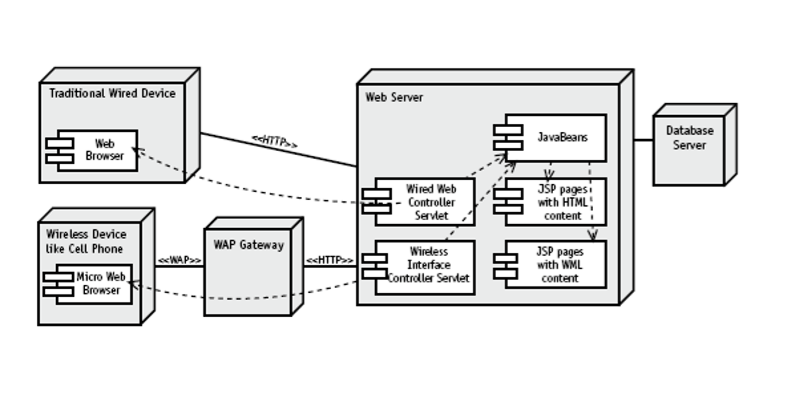 Traditional Wired Device
Web
Browser
<<HTTP>>
Web Server
JavaBeans
Database
Server
Wired Web
Controller
Servlet
JSP pages
with HTML
content
Wireless Device
like Cell Phone
Micro Web
Browser
<<WAP>>
WAP Gateway
<<HTTP>>
Wireless
Interface
Controller Servlet
JSP pages
with WML
content